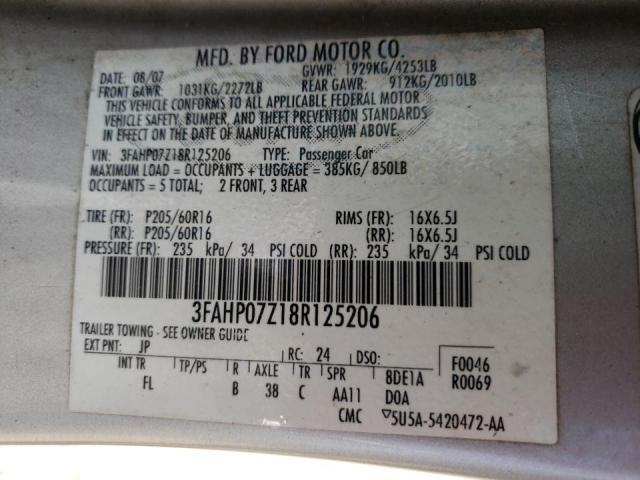 MFD. BY FORD MOTOR CO.
DATE: 08/07 GVWR: 1929KG/4253LB
FRONT GAWR: 1031KG/2272LB REAR GAWR: 912KG/2010LB
THIS VEHICLE CONFORMS TO ALL APPLICABLE FEDERAL MOTOR
VEHICLE SAFETY, BUMPER, AND THEFT PREVENTION STANDARDS
IN EFFECT ON THE DATE OF MANUFACTURE SHOWN ABOVE.
VIN: 3FAHP07Z18R125206 TYPE: Passenger Car
MAXIMUM LOAD = OCCUPANTS + LUGGAGE = 385KG/850LB
OCCUPANTS = 5 TOTAL; 2 FRONT, 3 REAR
TIRE (FR): P205/60R16 RIMS (FR): 16X6.5J
(RR): P205/60R16 (RR): 16X6.5J
PRESSURE (FR): 235 kPa/ 34 PSI COLD (RR): 235 kPa/ 34 PSI COLD
3FAHP07Z18R125206
TRAILER TOWING - SEE OWNER GUIDE
EXT PNT: JP RC: 24 DSO: F0046
INT TR TP/PS R AXLE TR SPR 8DE1A R0069
FL B 38 C AA11 D0A
CMC 5U5A-5420472-AA